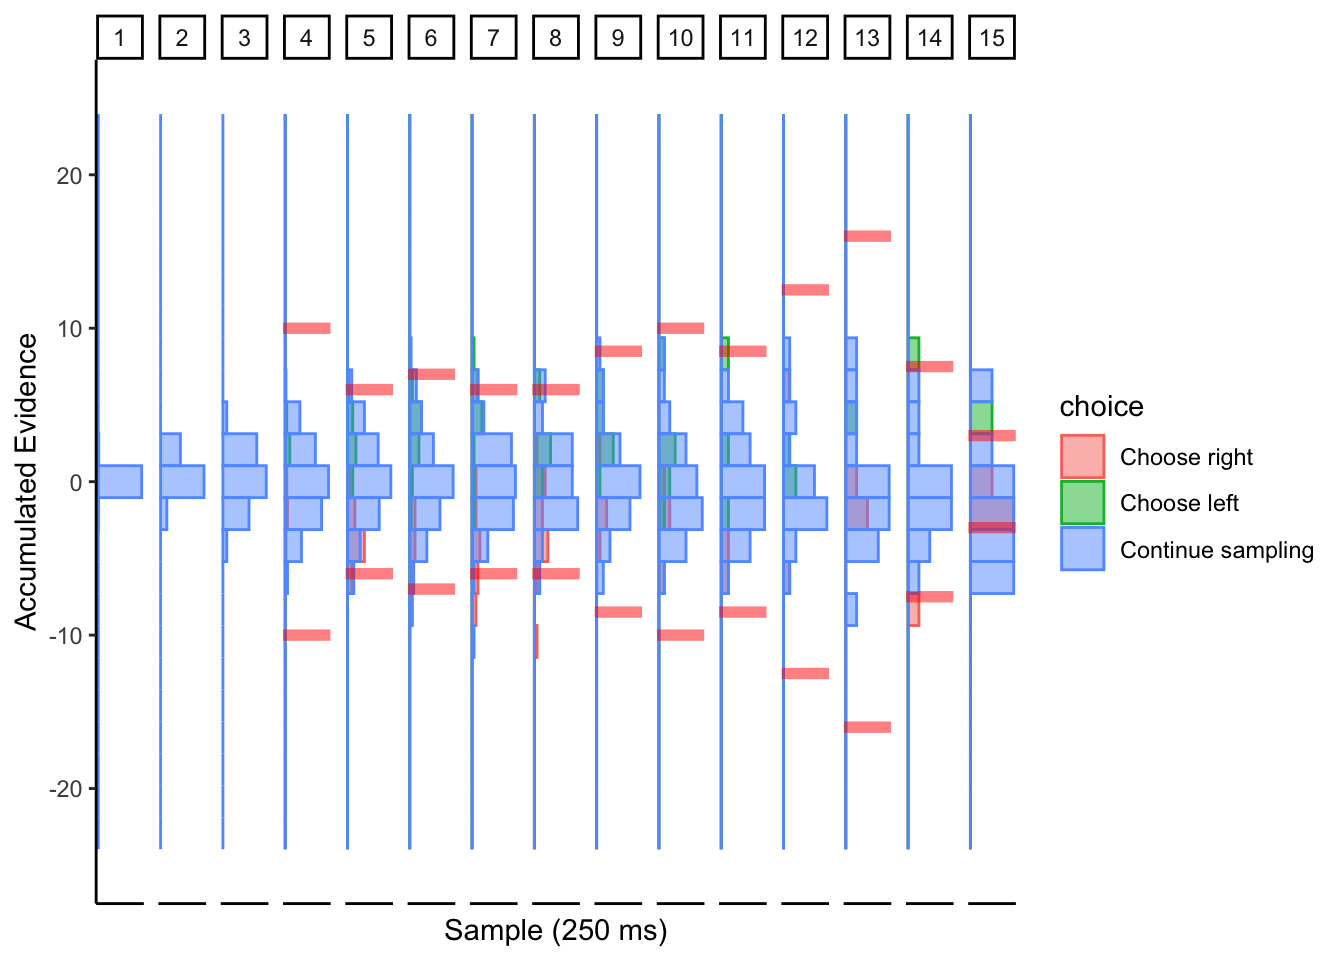 1 2 3 4 5 6 7 8 9 10 11 12 13 14 15
20
10
0
-10
-20
Accumulated Evidence
Sample (250 ms)
choice
Choose right
Choose left
Continue sampling